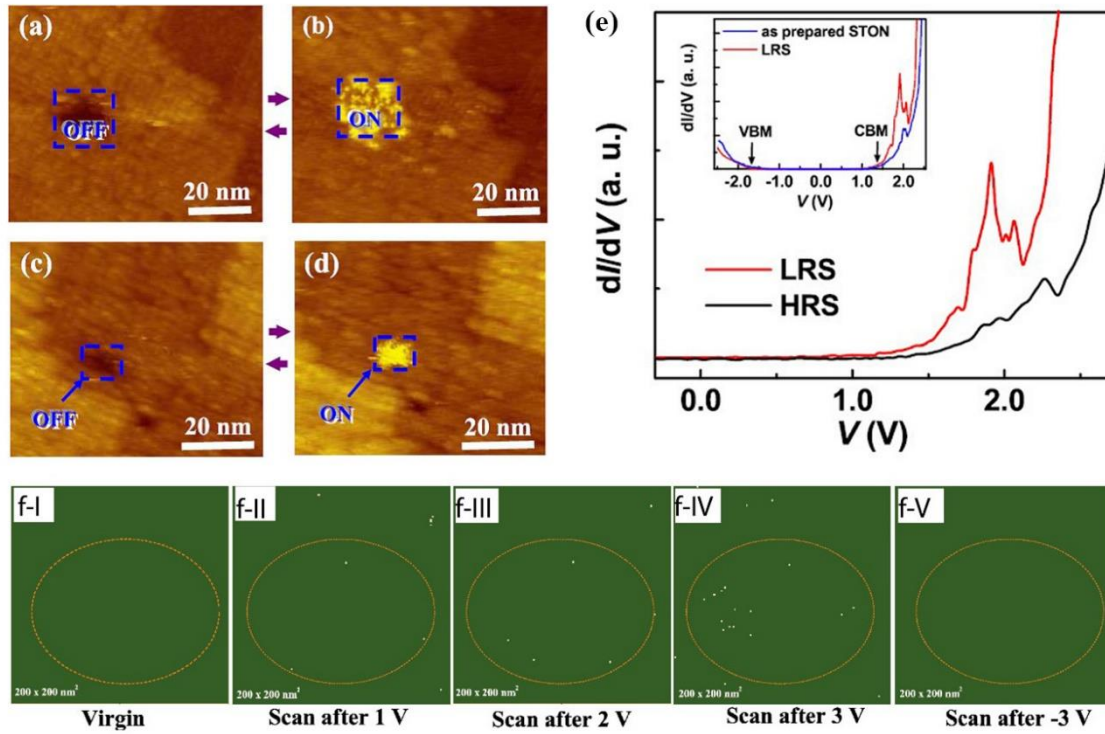 (a)
OFF
20 nm
(b)
ON
20 nm
(c)
OFF
20 nm
(d)
ON
20 nm
(e)
dI/dV (a. u.)
as prepared STON
LRS
dI/dV (a. u.)
VBM
CBM
-2.0 -1.0 0.0 1.0 2.0
V (V)
LRS
HRS
0.0 1.0 2.0
V (V)
f-I
200 x 200 nm²
Virgin
f-II
200 x 200 nm²
Scan after 1 V
f-III
200 x 200 nm²
Scan after 2 V
f-IV
200 x 200 nm²
Scan after 3 V
f-V
200 x 200 nm²
Scan after -3 V